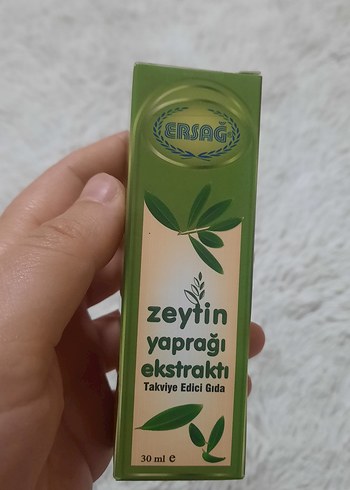 ERSAĞ
zeytin
yaprağı
ekstraktı
Takviye Edici Gıda
30 ml e